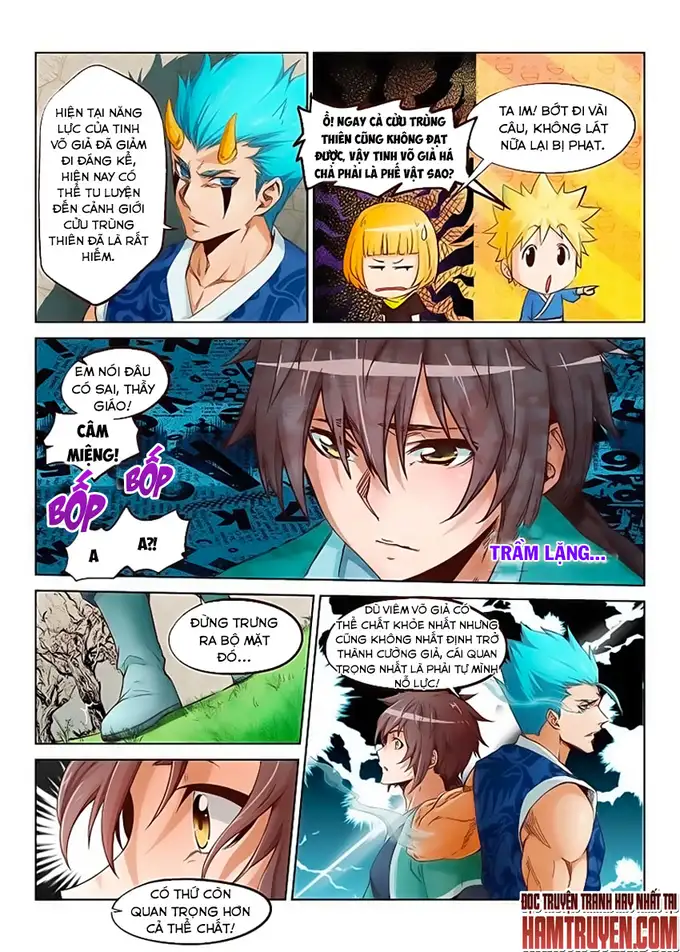 HIỆN TẠI NĂNG
LỰC CỦA TINH
VÕ GIẢ ĐÃ GIẢM
ĐI ĐÁNG KỂ,
HIỆN NAY CÓ
THỂ TU LUYỆN
ĐẾN CẢNH GIỚI
CỬU TRÙNG
THIÊN ĐÃ LÀ RẤT
HIẾM.
Ồ! NGAY CẢ CỬU TRÙNG
THIÊN CŨNG KHÔNG ĐẠT
ĐƯỢC, VẬY TINH VÕ GIẢ HÁ
CHẢ PHẢI LÀ PHẾ VẬT SAO?
TA IM! BỚT ĐI VÀI
CÂU, KHÔNG LÁT
NỮA LẠI BỊ PHẠT.
EM NÓI ĐÂU
CÓ SAI, THẦY
GIÁO!
CÂM
MIỆNG!
BỐP
BỐP
A
A?!
TRẦM LẶNG...
ĐỪNG TRƯNG
RA BỘ MẶT
ĐÓ...
DŨ VIÊM VÕ GIẢ CÓ
THỂ CHẤT KHỎE NHẤT NHƯNG
CŨNG KHÔNG NHẤT ĐỊNH TRỞ
THÀNH CƯỜNG GIẢ, CÁI QUAN
TRỌNG NHẤT LÀ PHẢI TỰ MÌNH
NỖ LỰC!
CÓ THỨ CÒN
QUAN TRỌNG HƠN
CẢ THỂ CHẤT!
ĐỌC TRUYỆN TRANH HAY NHẤT TẠI
HAMTRUYEN.COM